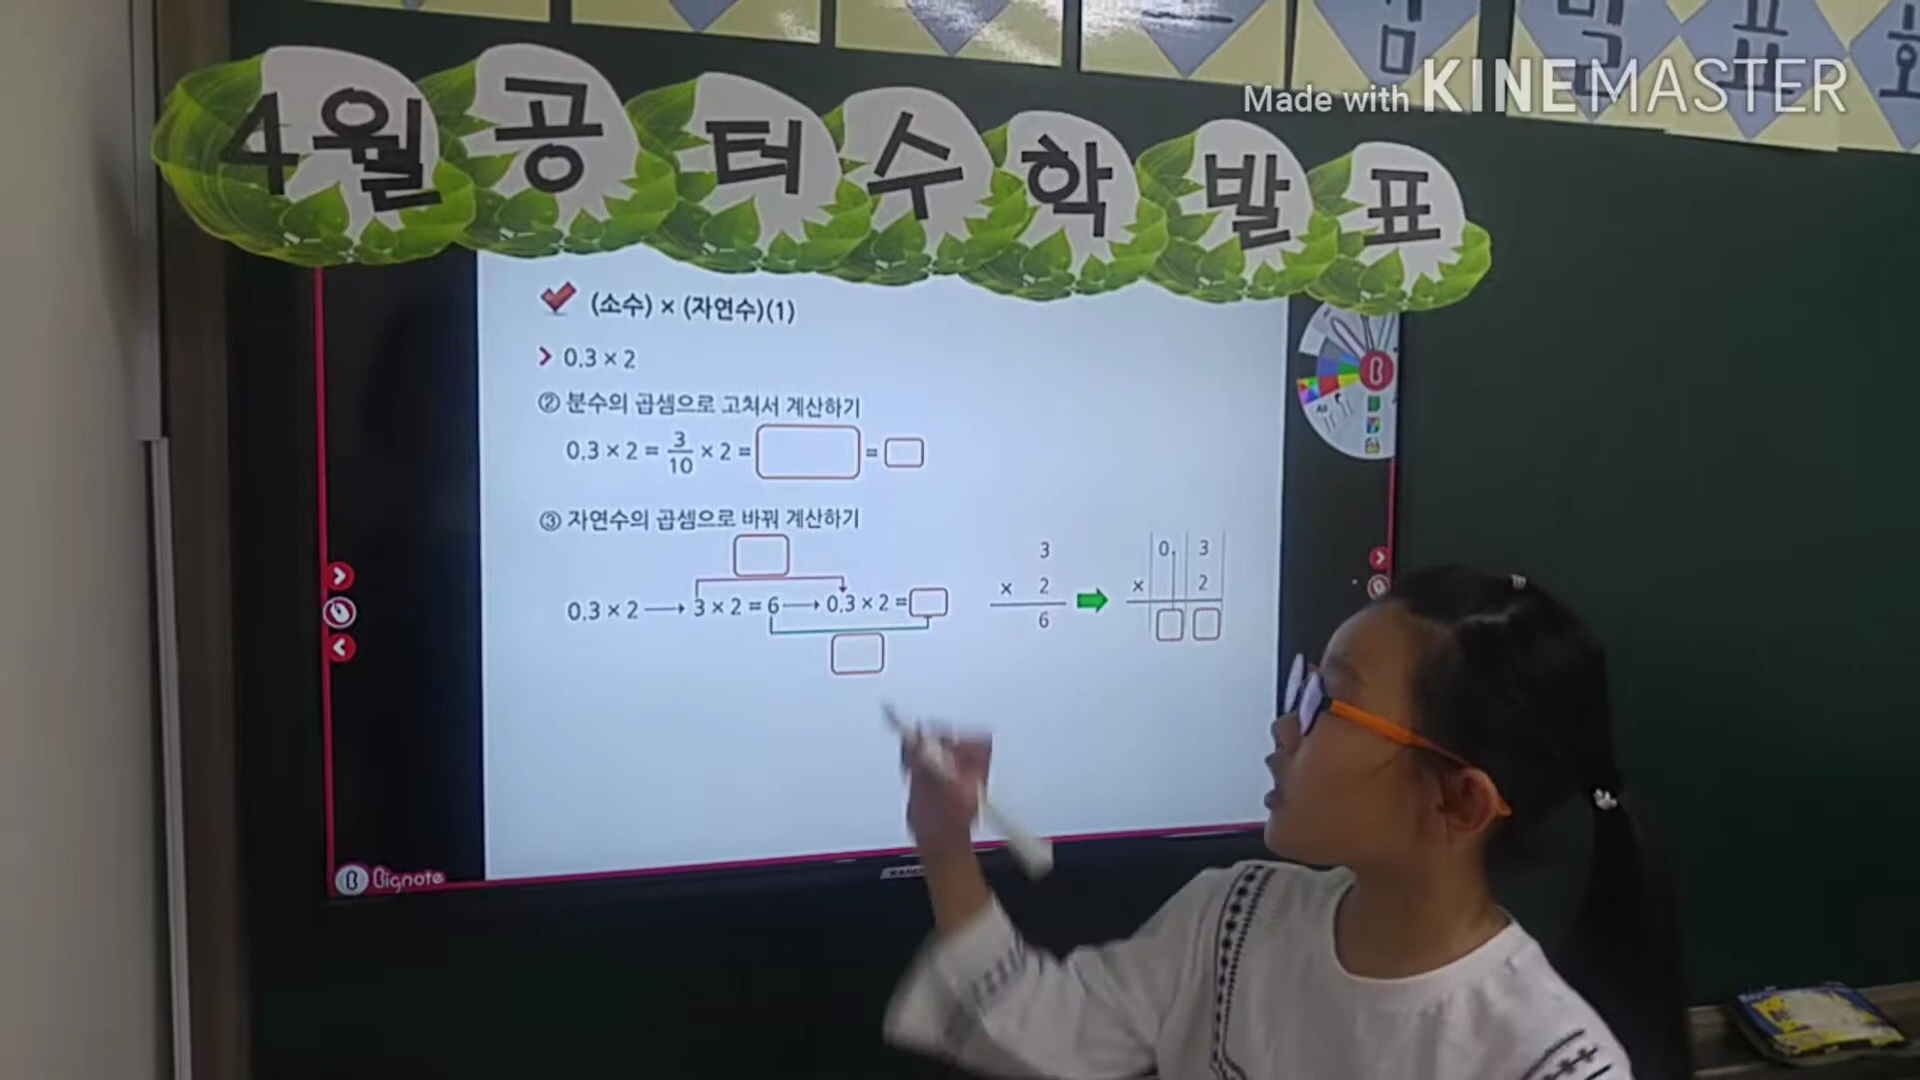 김 박 표
Made with KINEMASTER
4월 공 터 수 학 발 표
(소수) × (자연수)(1)
0.3 × 2
② 분수의 곱셈으로 고쳐서 계산하기
0.3 × 2 = 3/10 × 2 = =
③ 자연수의 곱셈으로 바꿔 계산하기
0.3 × 2 → 3 × 2 = 6 → 0.3 × 2 =
3
× 2
6
0. 3
× 2
Bignote